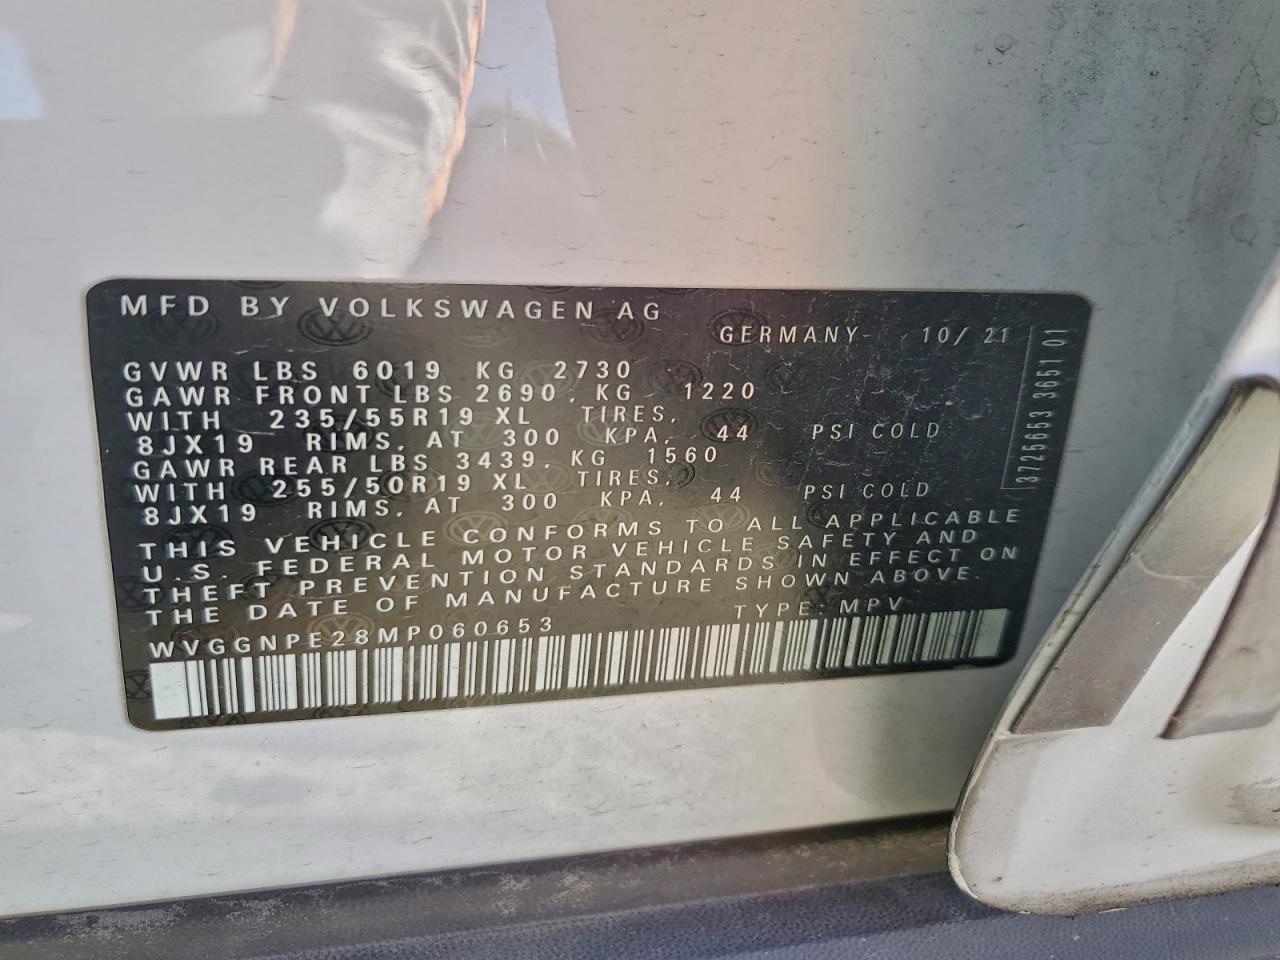 MFD BY VOLKSWAGEN AG
GERMANY- 10/ 21
GVWR LBS 6019 KG 2730
GAWR FRONT LBS 2690, KG 1220
WITH 235/55R19 XL TIRES,
8JX19 RIMS, AT 300 KPA, 44 PSI COLD
GAWR REAR LBS 3439, KG 1560
WITH 255/50R19 XL TIRES,
8JX19 RIMS, AT 300 KPA, 44 PSI COLD
THIS VEHICLE CONFORMS TO ALL APPLICABLE
U.S. FEDERAL MOTOR VEHICLE SAFETY AND
THEFT PREVENTION STANDARDS IN EFFECT ON
THE DATE OF MANUFACTURE SHOWN ABOVE.
TYPE: MPV
WVGGNPE28MP060653
3725653 3651 01